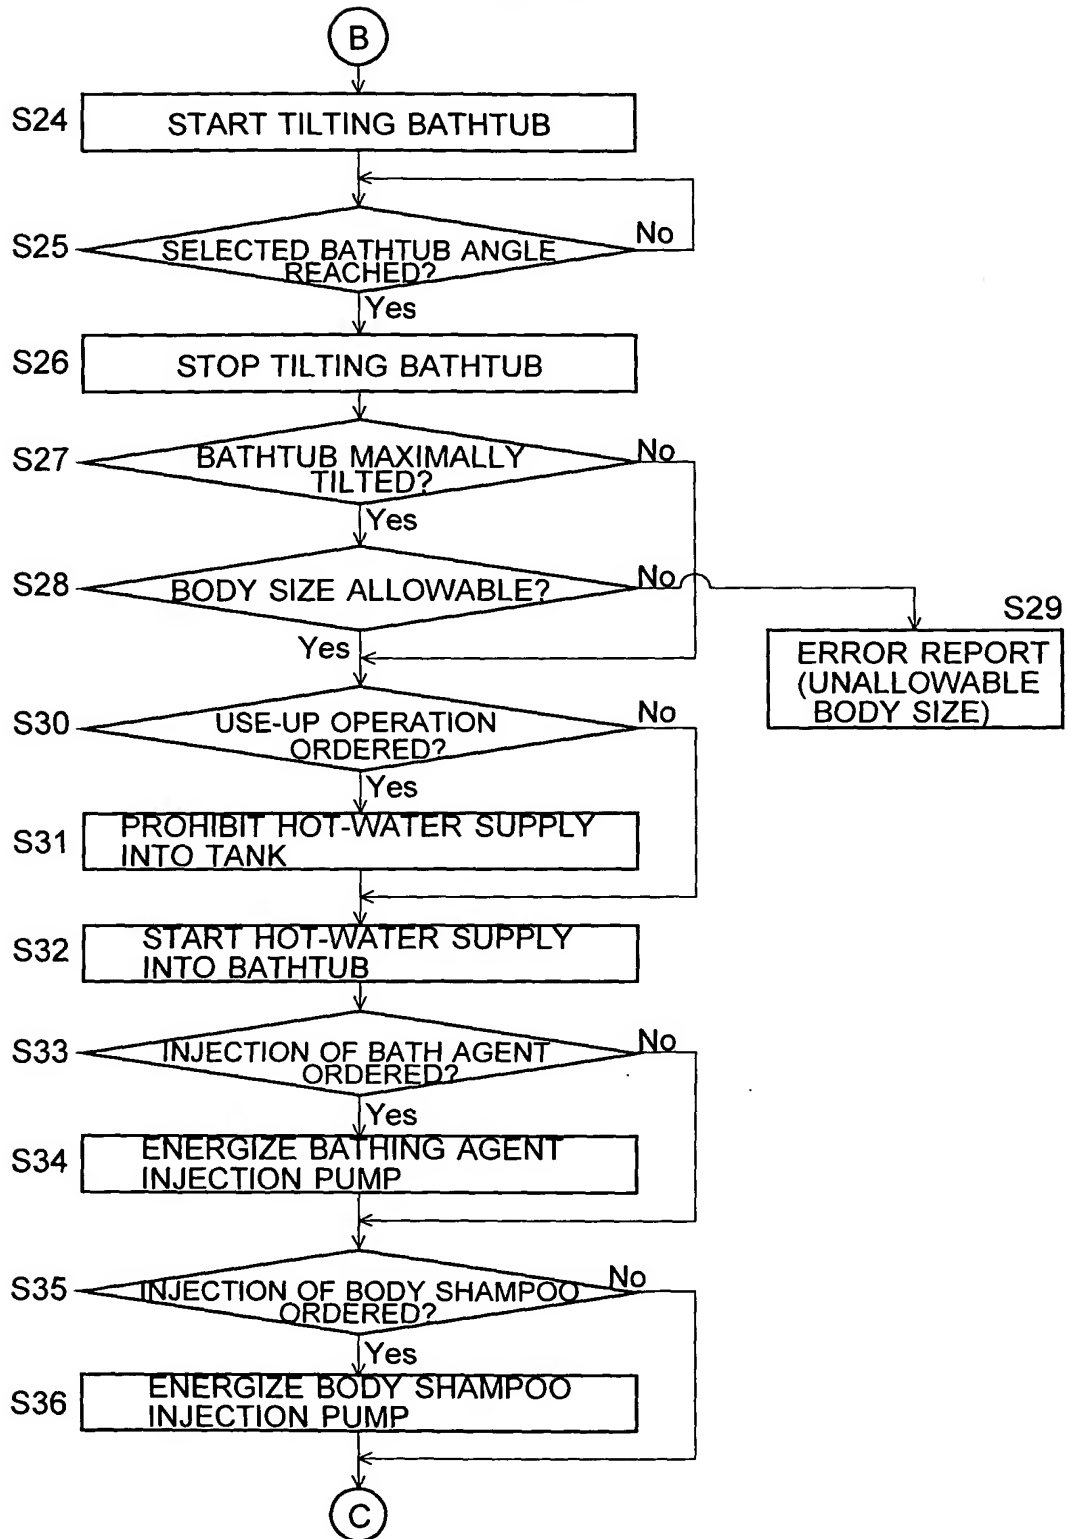 B
S24
START TILTING BATHTUB
S25
SELECTED BATHTUB ANGLE
REACHED?
No
Yes
S26
STOP TILTING BATHTUB
S27
BATHTUB MAXIMALLY
TILTED?
No
Yes
S28
BODY SIZE ALLOWABLE?
No
Yes
S29
ERROR REPORT
(UNALLOWABLE
BODY SIZE)
S30
USE-UP OPERATION
ORDERED?
No
Yes
S31
PROHIBIT HOT-WATER SUPPLY
INTO TANK
S32
START HOT-WATER SUPPLY
INTO BATHTUB
S33
INJECTION OF BATH AGENT
ORDERED?
No
Yes
S34
ENERGIZE BATHING AGENT
INJECTION PUMP
S35
INJECTION OF BODY SHAMPOO
ORDERED?
No
Yes
S36
ENERGIZE BODY SHAMPOO
INJECTION PUMP
C